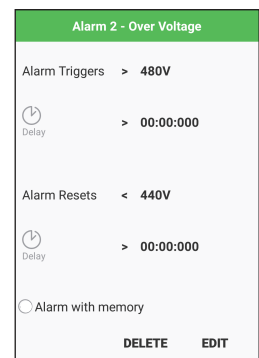 Alarm 2 - Over Voltage
Alarm Triggers > 480V
Delay > 00:00:000
Alarm Resets < 440V
Delay > 00:00:000
Alarm with memory
DELETE EDIT